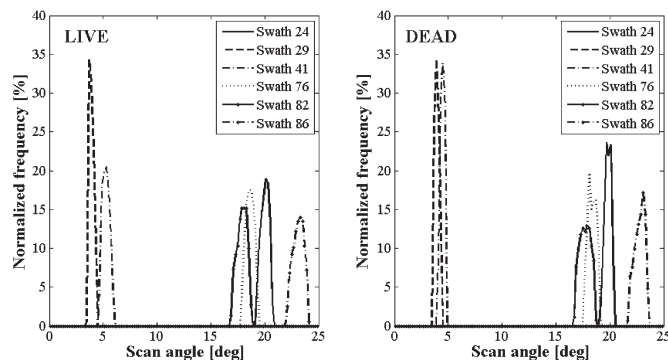 LIVE
Normalized frequency [%]
40
35
30
25
20
15
10
5
0
0
5
10
15
20
25
Scan angle [deg]
Swath 24
Swath 29
Swath 41
Swath 76
Swath 82
Swath 86
DEAD
Normalized frequency [%]
40
35
30
25
20
15
10
5
0
0
5
10
15
20
25
Scan angle [deg]
Swath 24
Swath 29
Swath 41
Swath 76
Swath 82
Swath 86